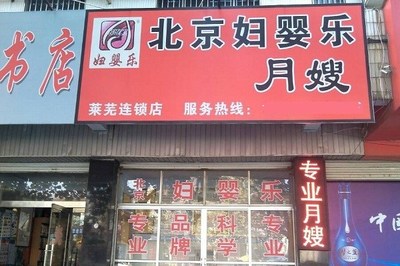 书店
妇婴乐
北京妇婴乐
月嫂
莱芜连锁店 服务热线：
北京 妇 婴 乐
专业 品牌 科学 专业
专业月嫂
中国